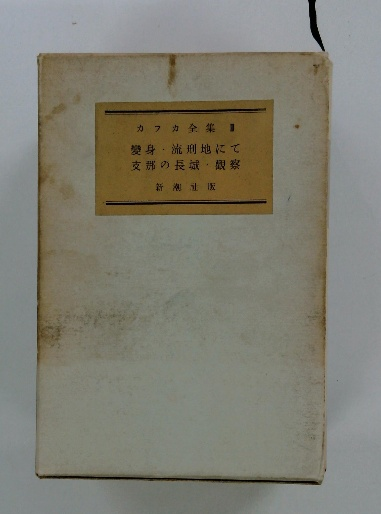 カフカ全集 Ⅲ
變身・流刑地にて
支那の長城・觀察
新潮社版